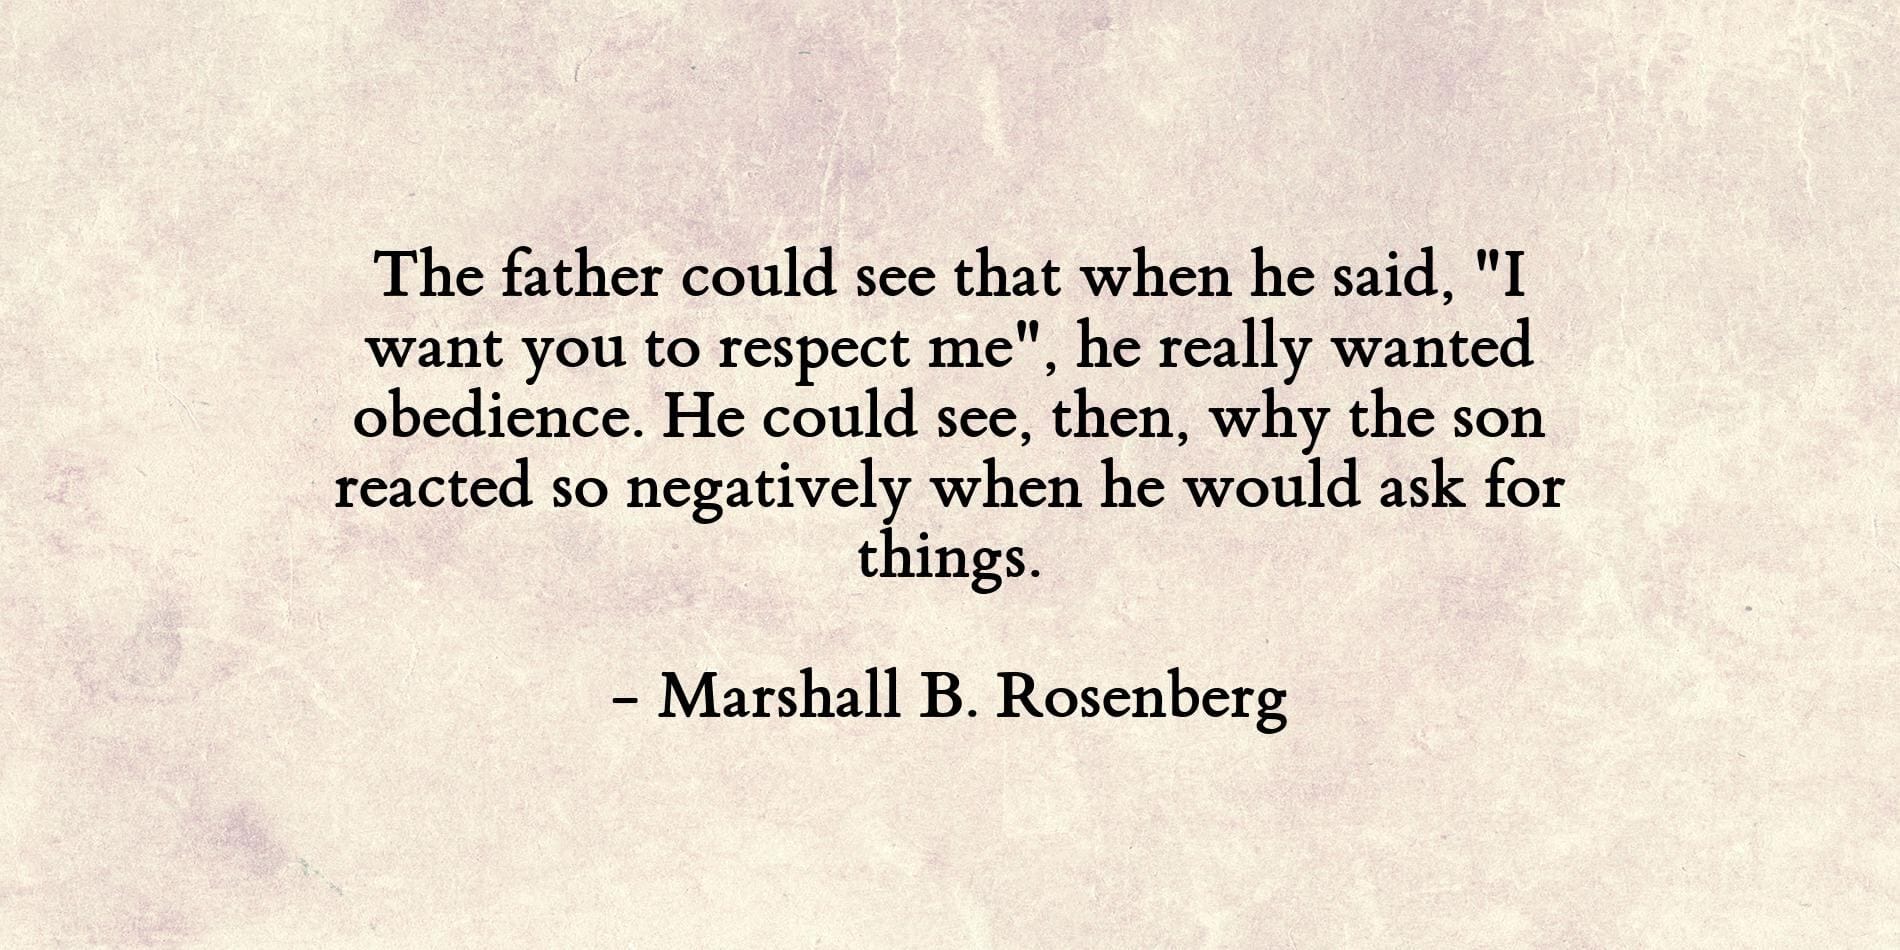 The father could see that when he said, "I
want you to respect me", he really wanted
obedience. He could see, then, why the son
reacted so negatively when he would ask for
things.
- Marshall B. Rosenberg